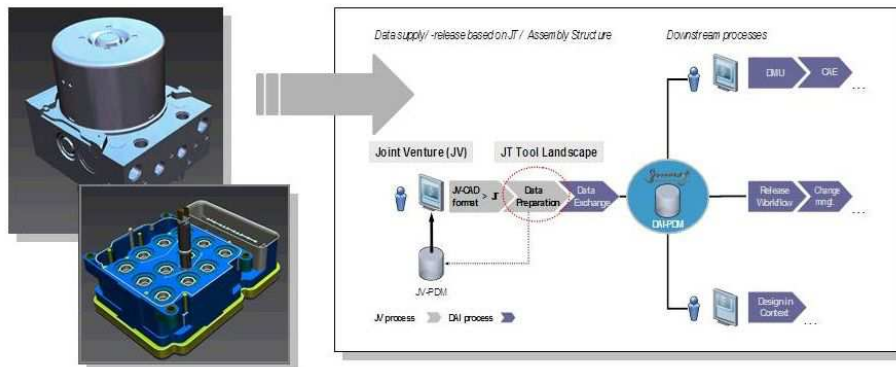 Data supply/ -release based on JT / Assembly Structure
Downstream processes
DMU
CAE
...
Joint Venture (JV)
JT Tool Landscape
JV-CAD
format > JT
Data
Preparation
Data
Exchange
DAI-PDM
Release
Workflow
Change
mngt.
...
JV-PDM
Design in
Context
...
JV process
DAI process